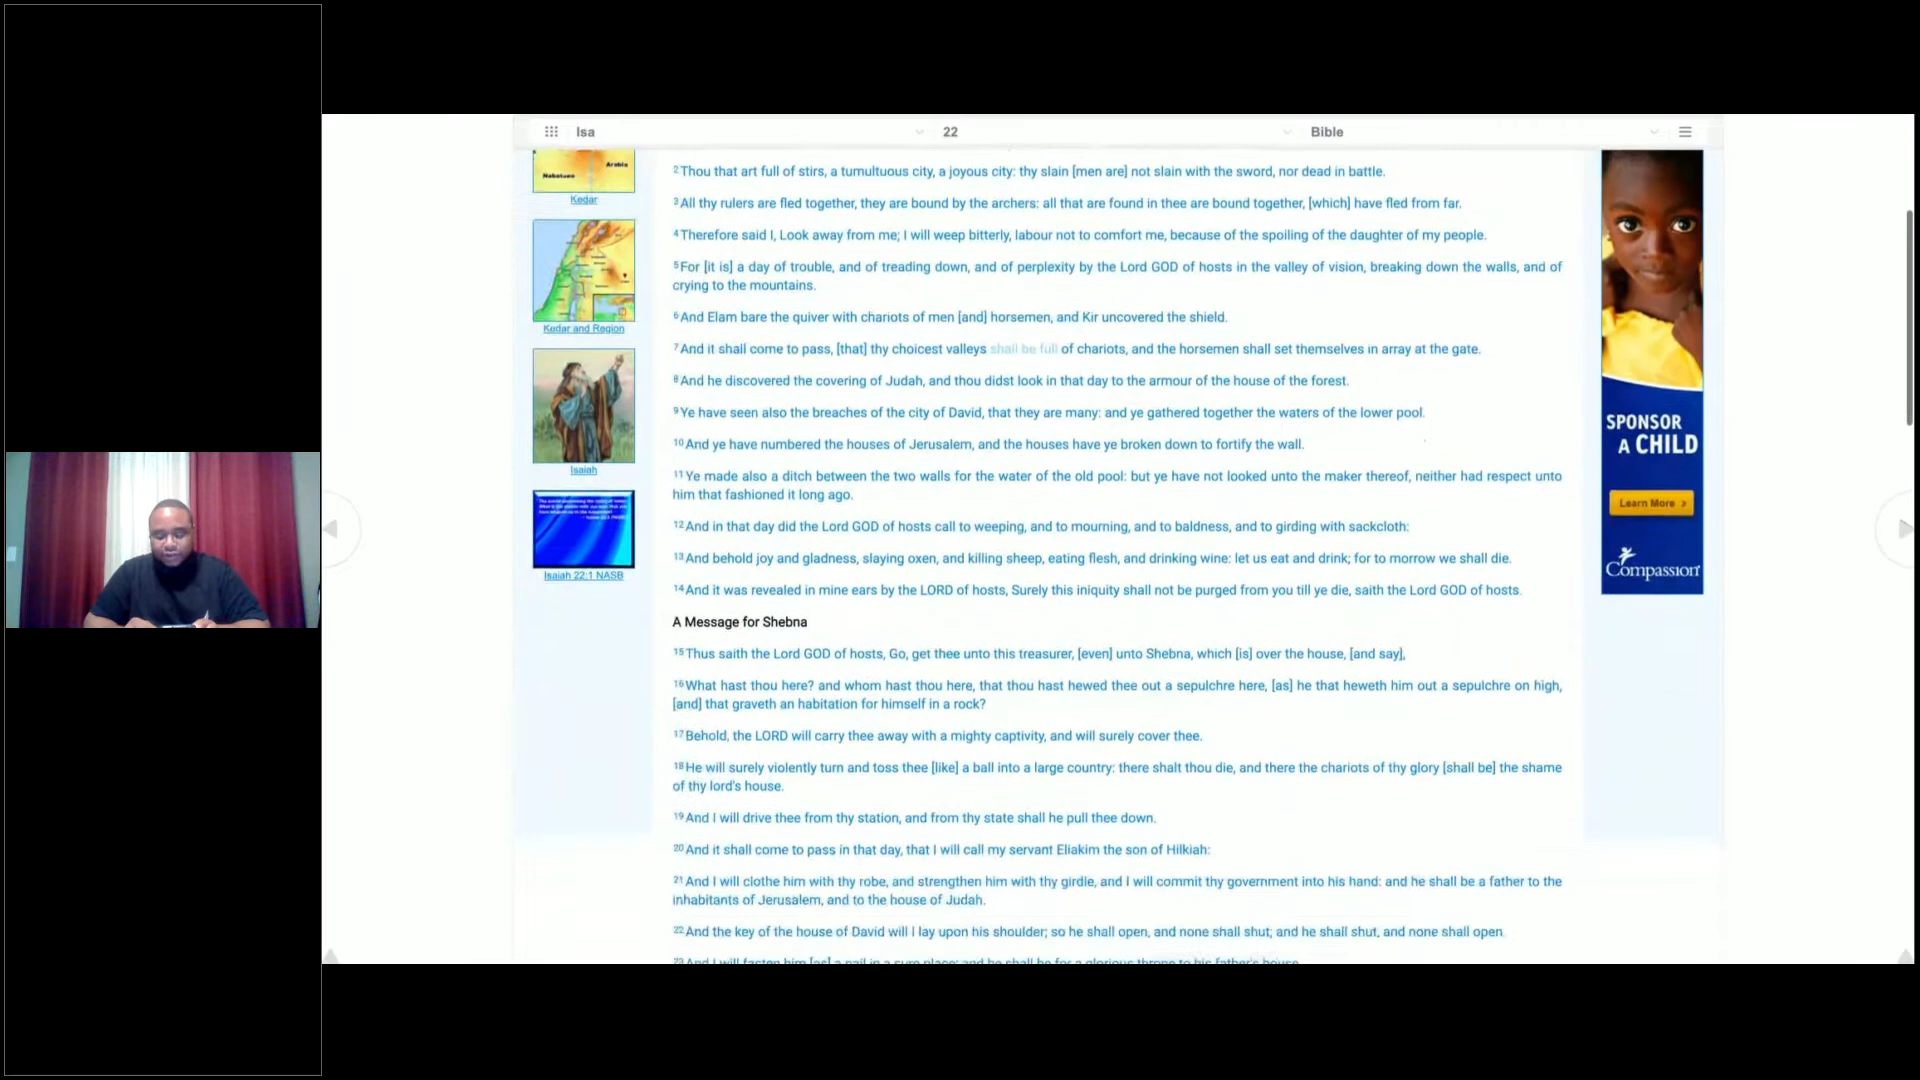 Isa
22
Bible
Arabia
Nabataea
Kedar
Kedar and Region
Isaiah
Isaiah 22:1 NASB
2 Thou that art full of stirs, a tumultuous city, a joyous city: thy slain [men are] not slain with the sword, nor dead in battle.
3 All thy rulers are fled together, they are bound by the archers: all that are found in thee are bound together, [which] have fled from far.
4 Therefore said I, Look away from me; I will weep bitterly, labour not to comfort me, because of the spoiling of the daughter of my people.
5 For [it is] a day of trouble, and of treading down, and of perplexity by the Lord GOD of hosts in the valley of vision, breaking down the walls, and of
crying to the mountains.
6 And Elam bare the quiver with chariots of men [and] horsemen, and Kir uncovered the shield.
7 And it shall come to pass, [that] thy choicest valleys shall be full of chariots, and the horsemen shall set themselves in array at the gate.
8 And he discovered the covering of Judah, and thou didst look in that day to the armour of the house of the forest.
9 Ye have seen also the breaches of the city of David, that they are many: and ye gathered together the waters of the lower pool.
10 And ye have numbered the houses of Jerusalem, and the houses have ye broken down to fortify the wall.
11 Ye made also a ditch between the two walls for the water of the old pool: but ye have not looked unto the maker thereof, neither had respect unto
him that fashioned it long ago.
12 And in that day did the Lord GOD of hosts call to weeping, and to mourning, and to baldness, and to girding with sackcloth:
13 And behold joy and gladness, slaying oxen, and killing sheep, eating flesh, and drinking wine: let us eat and drink; for to morrow we shall die.
14 And it was revealed in mine ears by the LORD of hosts, Surely this iniquity shall not be purged from you till ye die, saith the Lord GOD of hosts.
A Message for Shebna
15 Thus saith the Lord GOD of hosts, Go, get thee unto this treasurer, [even] unto Shebna, which [is] over the house, [and say],
16 What hast thou here? and whom hast thou here, that thou hast hewed thee out a sepulchre here, [as] he that heweth him out a sepulchre on high,
[and] that graveth an habitation for himself in a rock?
17 Behold, the LORD will carry thee away with a mighty captivity, and will surely cover thee.
18 He will surely violently turn and toss thee [like] a ball into a large country: there shalt thou die, and there the chariots of thy glory [shall be] the shame
of thy lord's house.
19 And I will drive thee from thy station, and from thy state shall he pull thee down.
20 And it shall come to pass in that day, that I will call my servant Eliakim the son of Hilkiah:
21 And I will clothe him with thy robe, and strengthen him with thy girdle, and I will commit thy government into his hand: and he shall be a father to the
inhabitants of Jerusalem, and to the house of Judah.
22 And the key of the house of David will I lay upon his shoulder; so he shall open, and none shall shut; and he shall shut, and none shall open.
23 And I will fasten him [as] a nail in a sure place; and he shall be for a glorious throne to his father's house.
SPONSOR
A CHILD
Learn More >
Compassion